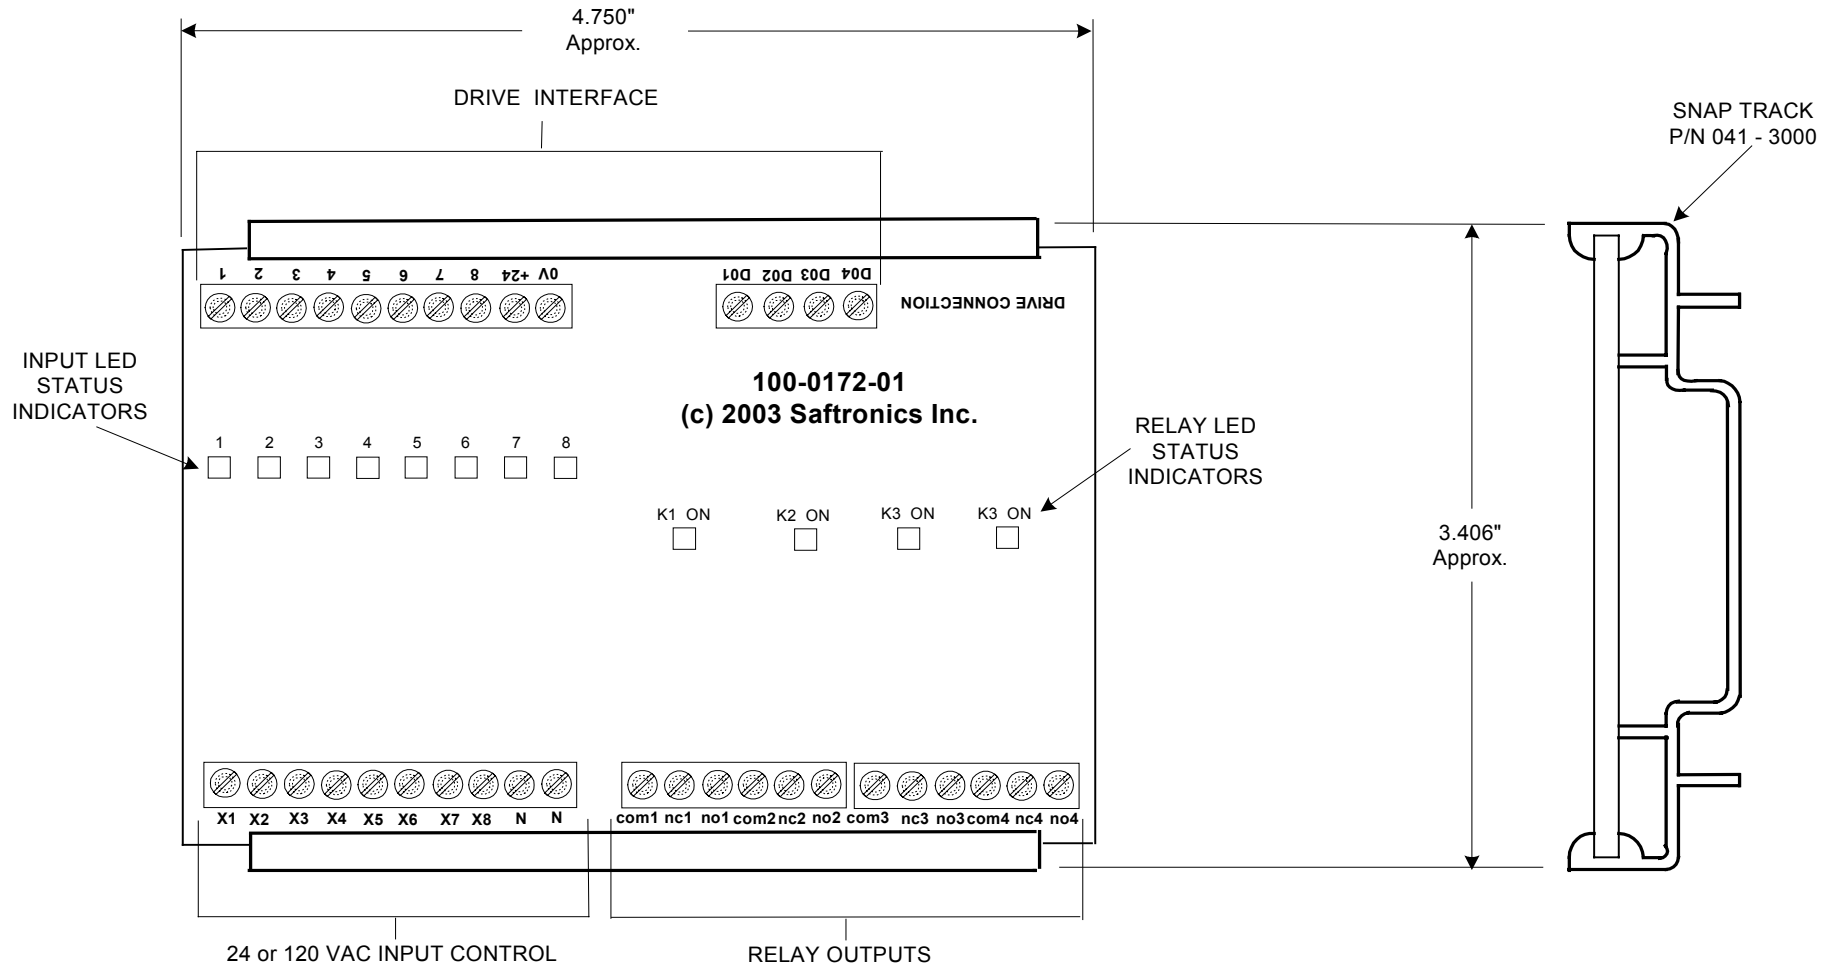 4.750"
Approx.
DRIVE INTERFACE
SNAP TRACK
P/N 041 - 3000
1 2 3 4 5 6 7 8 +24 0V
D01 D02 D03 D04
DRIVE CONNECTION
INPUT LED
STATUS
INDICATORS
100-0172-01
(c) 2003 Saftronics Inc.
RELAY LED
STATUS
INDICATORS
1 2 3 4 5 6 7 8
K1 ON K2 ON K3 ON K3 ON
3.406"
Approx.
X1 X2 X3 X4 X5 X6 X7 X8 N N
com1 nc1 no1 com2 nc2 no2 com3 nc3 no3 com4 nc4 no4
24 or 120 VAC INPUT CONTROL
RELAY OUTPUTS